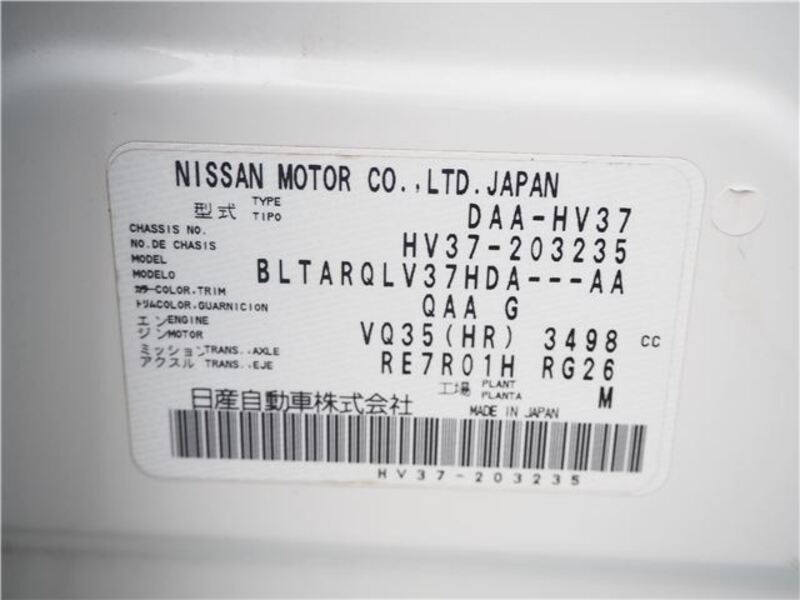 NISSAN MOTOR CO.,LTD.JAPAN
型式 TYPE TIPO DAA-HV37
CHASSIS NO. NO.DE CHASIS HV37-203235
MODEL MODELO BLTARQLV37HDA---AA
カラー COLOR,TRIM トリム COLOR,GUARNICION QAA G
エンジン ENGINE MOTOR VQ35(HR) 3498 CC
ミッション TRANS.,AXLE アクスル TRANS.,EJE RE7R01H RG26
工場 PLANT PLANTA M
日産自動車株式会社 MADE IN JAPAN
HV37-203235